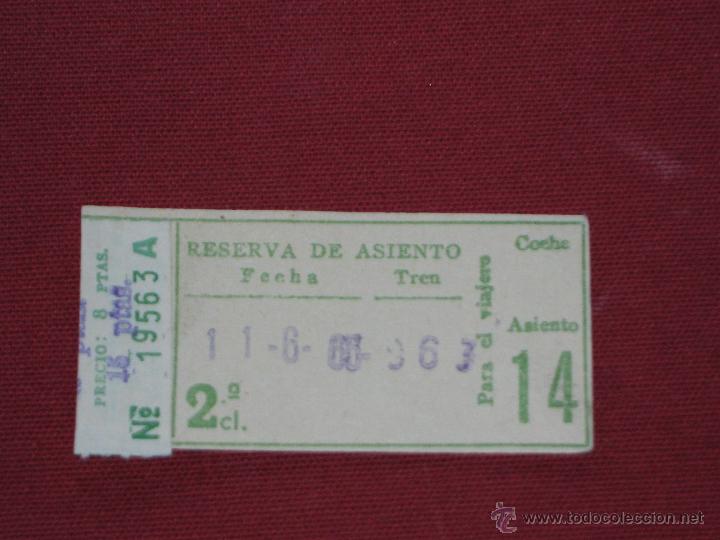 PRECIO: 8 PTAS.
15 ptas.
Nº 19563 A
RESERVA DE ASIENTO
Fecha Tren
11-6-
2.ª cl.
Para el viajero
Coche
Asiento
14
© www.todocoleccion.net